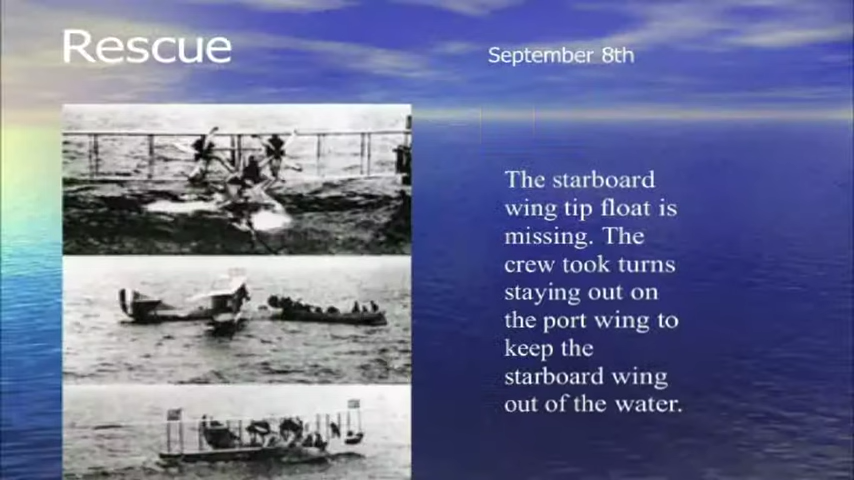 Rescue
September 8th
The starboard
wing tip float is
missing. The
crew took turns
staying out on
the port wing to
keep the
starboard wing
out of the water.